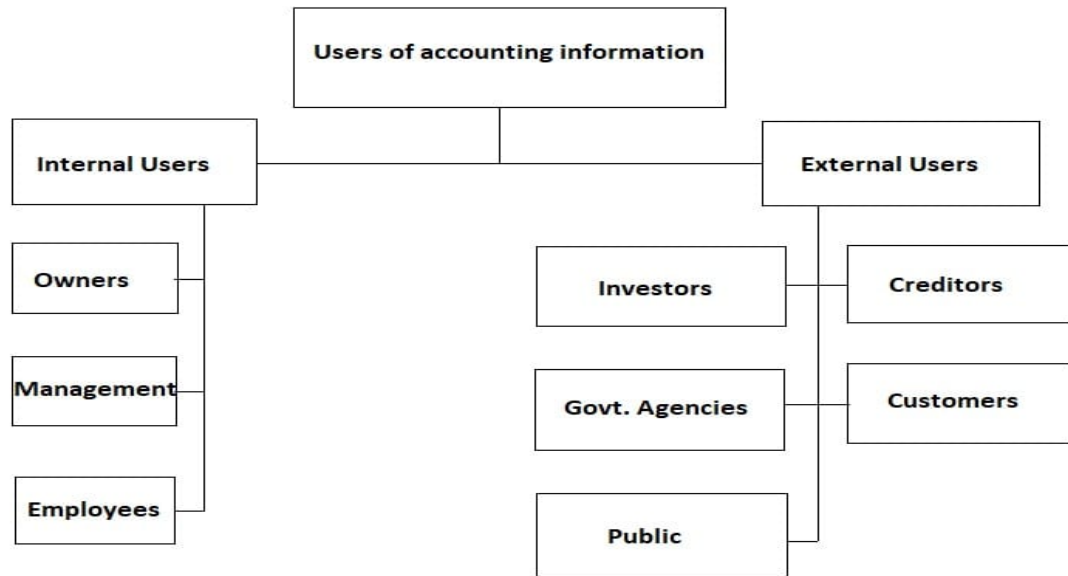 Users of accounting information
Internal Users
External Users
Owners
Management
Employees
Investors
Creditors
Govt. Agencies
Customers
Public